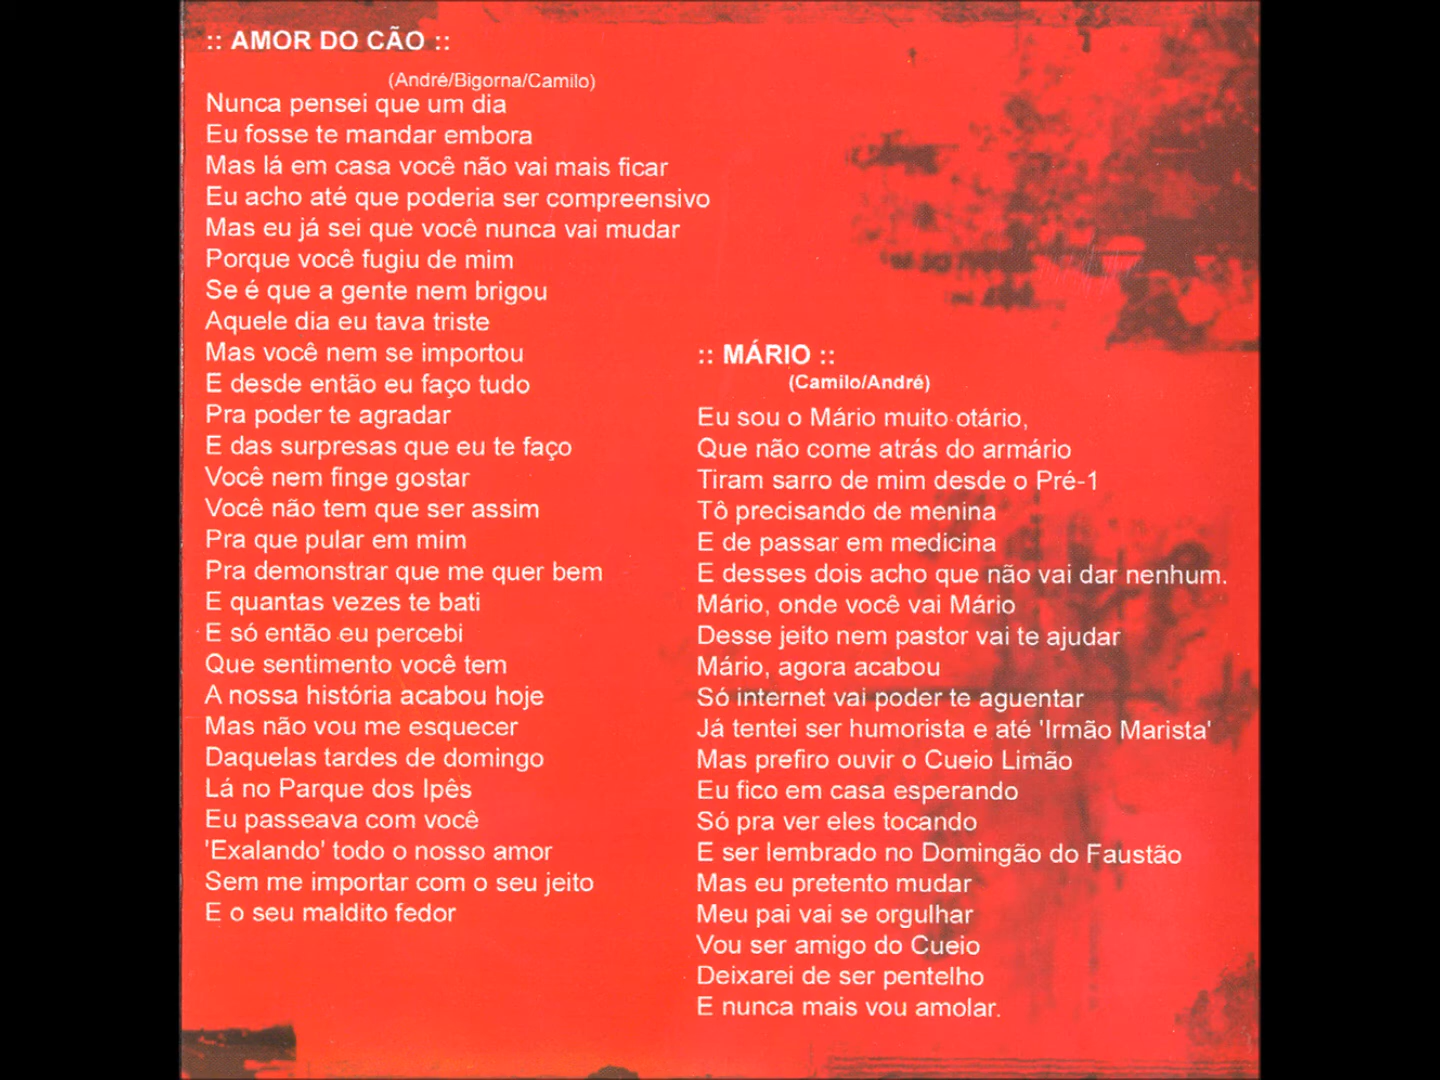 :: AMOR DO CÃO ::
(André/Bigorna/Camilo)
Nunca pensei que um dia
Eu fosse te mandar embora
Mas lá em casa você não vai mais ficar
Eu acho até que poderia ser compreensivo
Mas eu já sei que você nunca vai mudar
Porque você fugiu de mim
Se é que a gente nem brigou
Aquele dia eu tava triste
Mas você nem se importou
E desde então eu faço tudo
Pra poder te agradar
E das surpresas que eu te faço
Você nem finge gostar
Você não tem que ser assim
Pra que pular em mim
Pra demonstrar que me quer bem
E quantas vezes te bati
E só então eu percebi
Que sentimento você tem
A nossa história acabou hoje
Mas não vou me esquecer
Daquelas tardes de domingo
Lá no Parque dos Ipês
Eu passeava com você
'Exalando' todo o nosso amor
Sem me importar com o seu jeito
E o seu maldito fedor
:: MÁRIO ::
(Camilo/André)
Eu sou o Mário muito otário,
Que não come atrás do armário
Tiram sarro de mim desde o Pré-1
Tô precisando de menina
E de passar em medicina
E desses dois acho que não vai dar nenhum.
Mário, onde você vai Mário
Desse jeito nem pastor vai te ajudar
Mário, agora acabou
Só internet vai poder te aguentar
Já tentei ser humorista e até 'Irmão Marista'
Mas prefiro ouvir o Cueio Limão
Eu fico em casa esperando
Só pra ver eles tocando
E ser lembrado no Domingão do Faustão
Mas eu pretento mudar
Meu pai vai se orgulhar
Vou ser amigo do Cueio
Deixarei de ser pentelho
E nunca mais vou amolar.